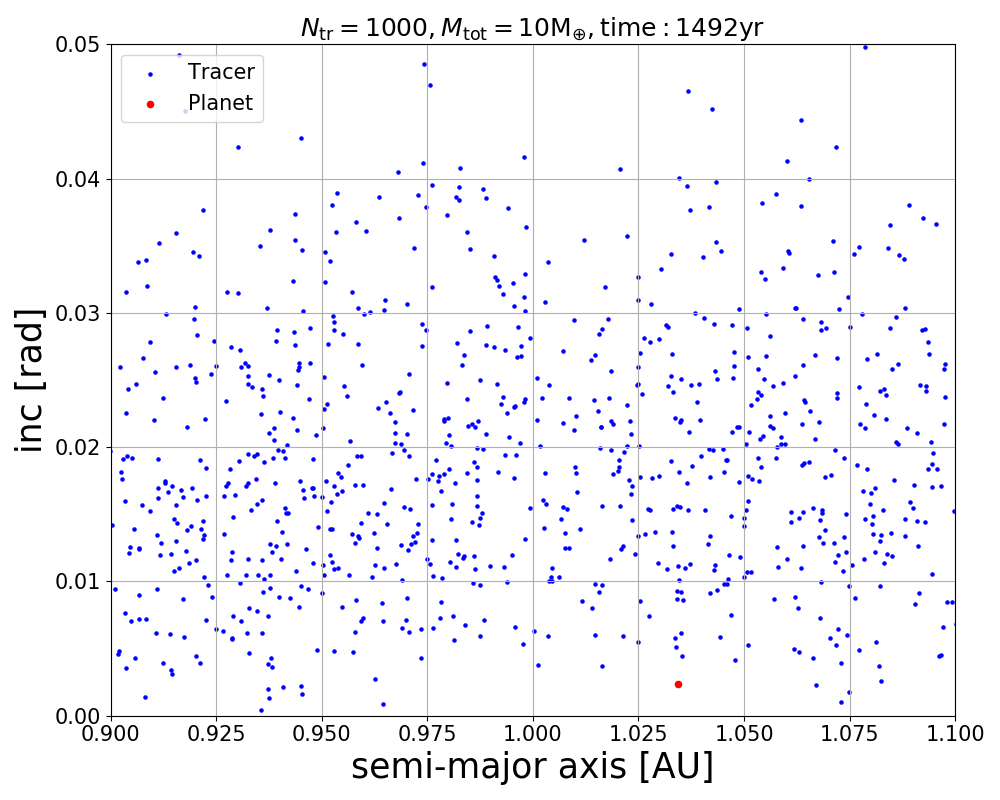 N_tr = 1000, M_tot = 10M_⊕, time : 1492yr
0.05
Tracer
Planet
0.04
0.03
inc [rad]
0.02
0.01
0.00
0.900 0.925 0.950 0.975 1.000 1.025 1.050 1.075 1.100
semi-major axis [AU]